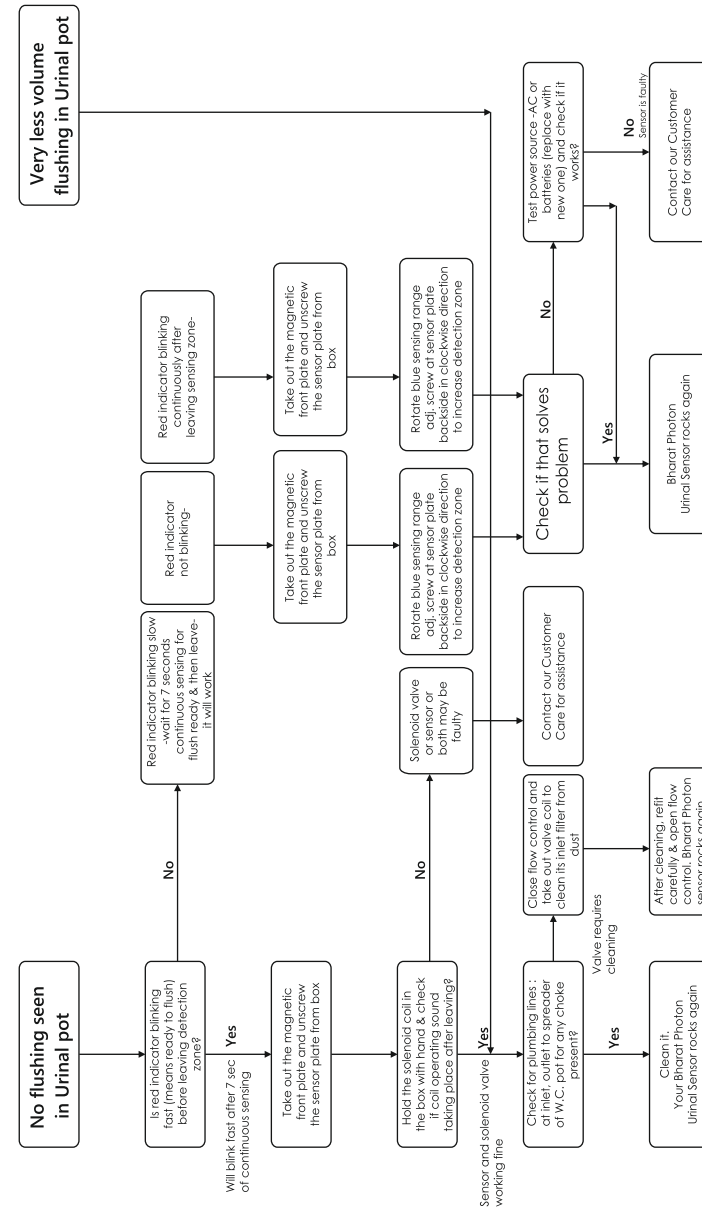 No flushing seen
in Urinal pot
Very less volume
flushing in Urinal pot
Is red indicator blinking
fast (means ready to flush)
before leaving detection
zone?
No
Red indicator blinking slow
-wait for 7 seconds
continuous sensing for
flush ready & then leave-
it will work
Red indicator
not blinking-
Red indicator blinking
continuously after
leaving sensing zone-
Will blink fast after 7 sec
of continuous sensing
Yes
Take out the magnetic
front plate and unscrew
the sensor plate from box
Take out the magnetic
front plate and unscrew
the sensor plate from
box
Take out the magnetic
front plate and unscrew
the sensor plate from
box
Hold the solenoid coil in
the box with hand & check
if coil operating sound
taking place after leaving?
No
Solenoid valve
or sensor or
both may be
faulty
Rotate blue sensing range
adj. screw at sensor plate
backside in clockwise direction
to increase detection zone
Rotate blue sensing range
adj. screw at sensor plate
backside in clockwise direction
to increase detection zone
Sensor and solenoid valve
working fine
Yes
Check for plumbing lines :
at inlet, outlet to spreader
of W.C. pot for any choke
present?
Close flow control and
take out valve coil to
clean its inlet filter from
dust
Contact our Customer
Care for assistance
Check if that solves
problem
No
Test power source -AC or
batteries (replace with
new one) and check if it
works?
Yes
Valve requires
cleaning
Yes
No
Sensor is faulty
Clean it.
Your Bharat Photon
Urinal Sensor rocks again
After cleaning, refit
carefully & open flow
control. Bharat Photon
sensor rocks again
Bharat Photon
Urinal Sensor rocks again
Contact our Customer
Care for assistance